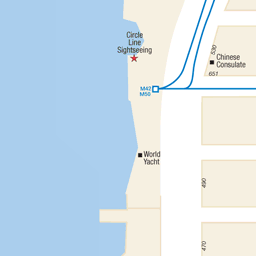 Circle
Line
Sightseeing
530
Chinese
Consulate
651
M42
M50
World
Yacht
490
470